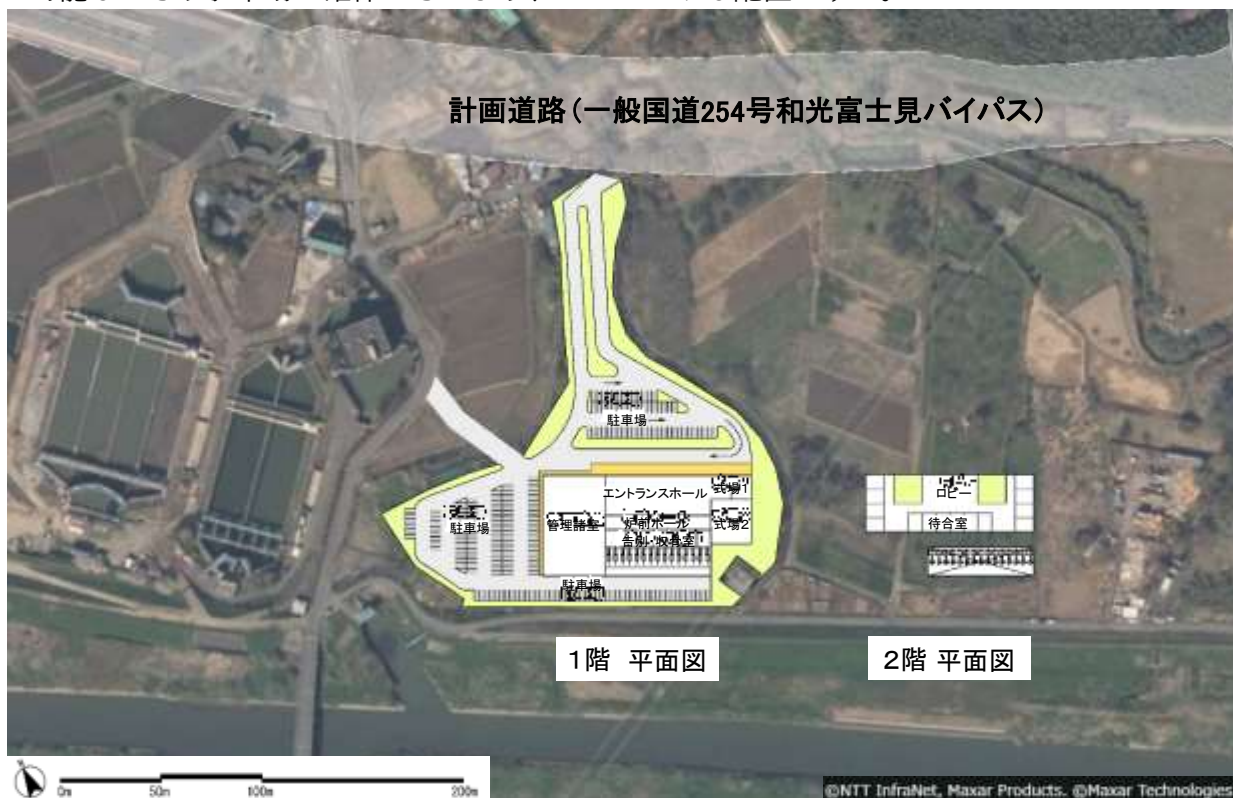 計画道路（一般国道254号和光富士見バイパス）
駐車場
エントランスホール
式場1
ロビー
駐車場
管理諸室
炉前ホール
式場2
待合室
告別・収骨室
駐車場
1階 平面図
2階 平面図
0m 50m 100m 200m
©NTT InfraNet, Maxar Products. ©Maxar Technologies